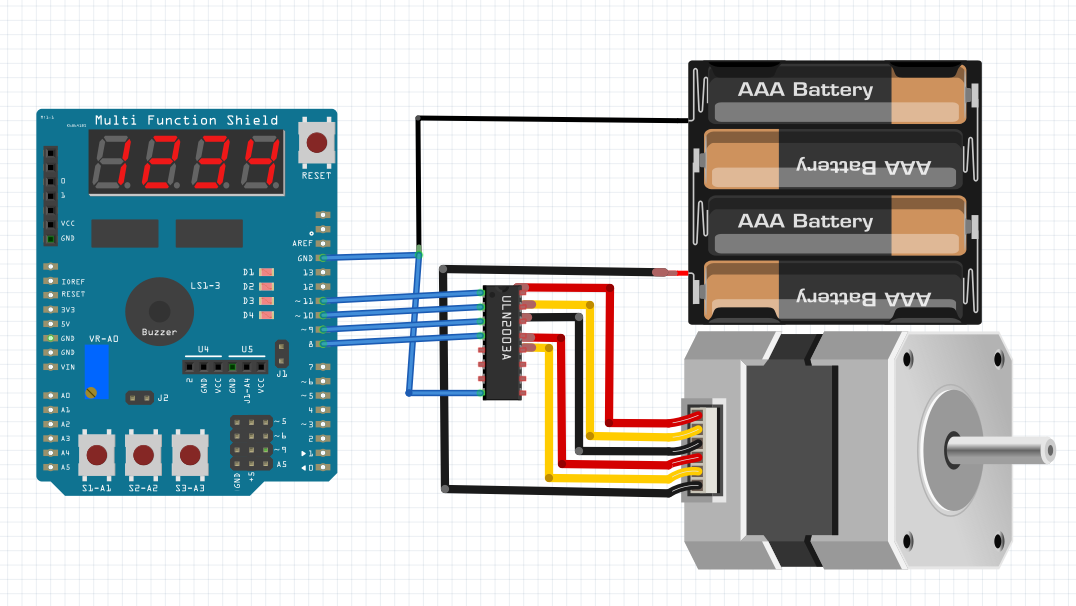 Multi Function Shield
1234
RESET
0
1
VCC
GND
AREF
GND
13
12
~11
~10
~9
8
IOREF
RESET
3V3
5V
GND
GND
VIN
D1
D2
D3
D4
LS1-3
Buzzer
VR-A0
U4
U5
2
GND
VCC
GND
J1-A4
VCC
J1
J2
7
~6
~5
4
~3
2
1
0
A0
A1
A2
A3
A4
A5
~5
~6
~9
A5
GND
+5
S1-A1
S2-A2
S3-A3
ULN2003A
AAA Battery
AAA Battery
AAA Battery
AAA Battery